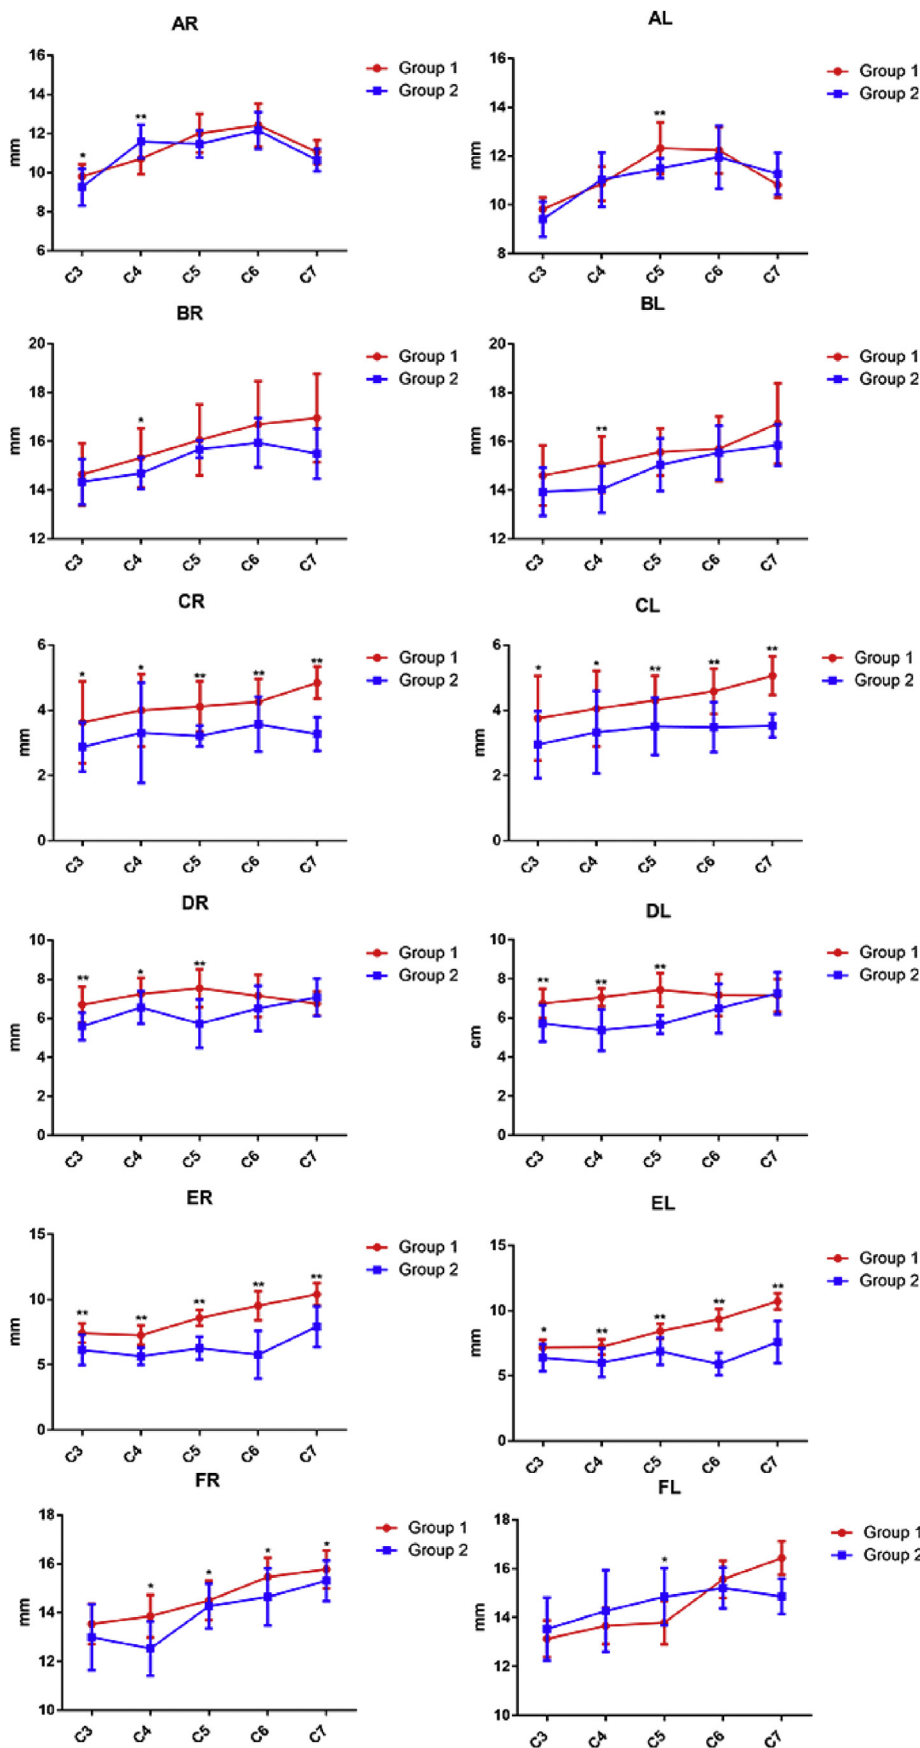 AR
16
14
12
10
8
6
mm
* **
C3 C4 C5 C6 C7
Group 1
Group 2
AL
16
14
12
10
8
mm
**
C3 C4 C5 C6 C7
Group 1
Group 2
BR
20
18
16
14
12
mm
*
C3 C4 C5 C6 C7
Group 1
Group 2
BL
20
18
16
14
12
mm
**
C3 C4 C5 C6 C7
Group 1
Group 2
CR
6
4
2
0
mm
* * ** ** **
C3 C4 C5 C6 C7
Group 1
Group 2
CL
6
4
2
0
mm
* * ** ** **
C3 C4 C5 C6 C7
Group 1
Group 2
DR
10
8
6
4
2
0
mm
** * **
C3 C4 C5 C6 C7
Group 1
Group 2
DL
10
8
6
4
2
0
cm
** ** **
C3 C4 C5 C6 C7
Group 1
Group 2
ER
15
10
5
0
mm
** ** ** ** **
C3 C4 C5 C6 C7
Group 1
Group 2
EL
15
10
5
0
mm
* ** ** ** **
C3 C4 C5 C6 C7
Group 1
Group 2
FR
18
16
14
12
10
mm
* * * *
C3 C4 C5 C6 C7
Group 1
Group 2
FL
18
16
14
12
10
mm
*
C3 C4 C5 C6 C7
Group 1
Group 2